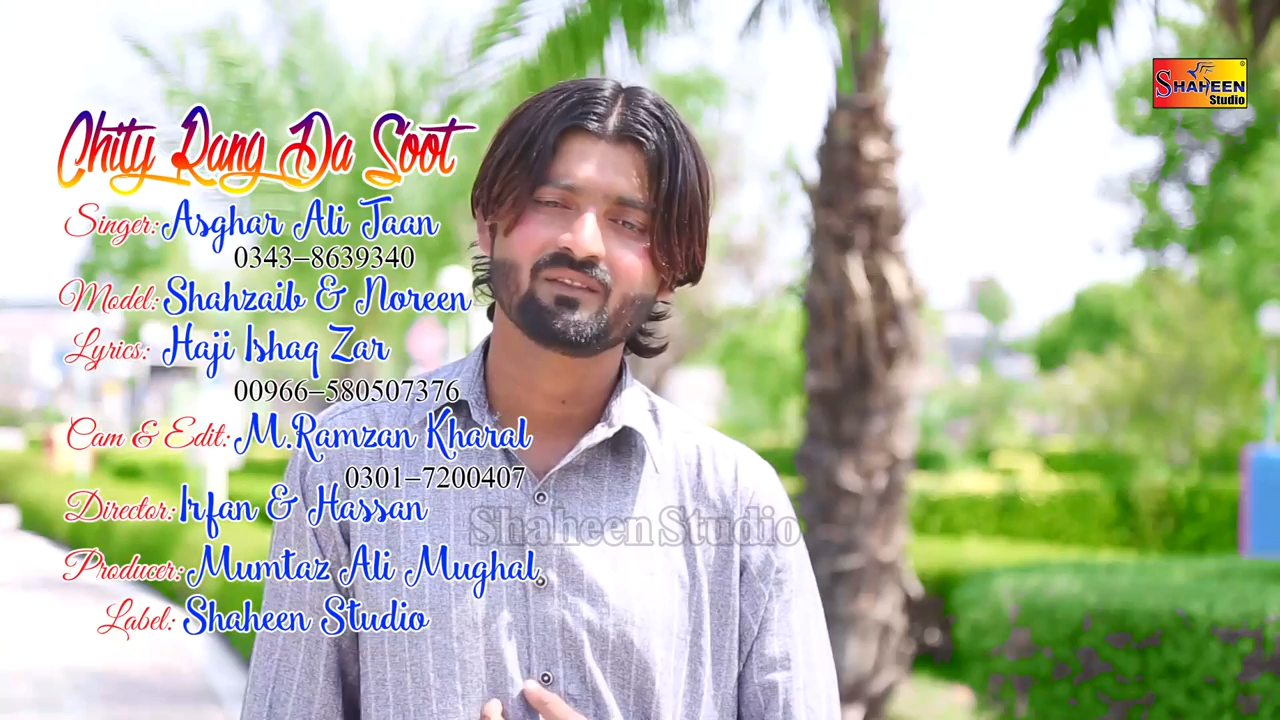 SHAHEEN
Studio
Chity Rang Da Soot
Singer: Asghar Ali Jaan
0343-8639340
Model: Shahzaib & Noreen
Lyrics: Haji Ishaq Zar
00966-580507376
Cam & Edit: M.Ramzan Kharal
0301-7200407
Director: Irfan & Hassan
Shaheen Studio
Producer: Mumtaz Ali Mughal
Label: Shaheen Studio